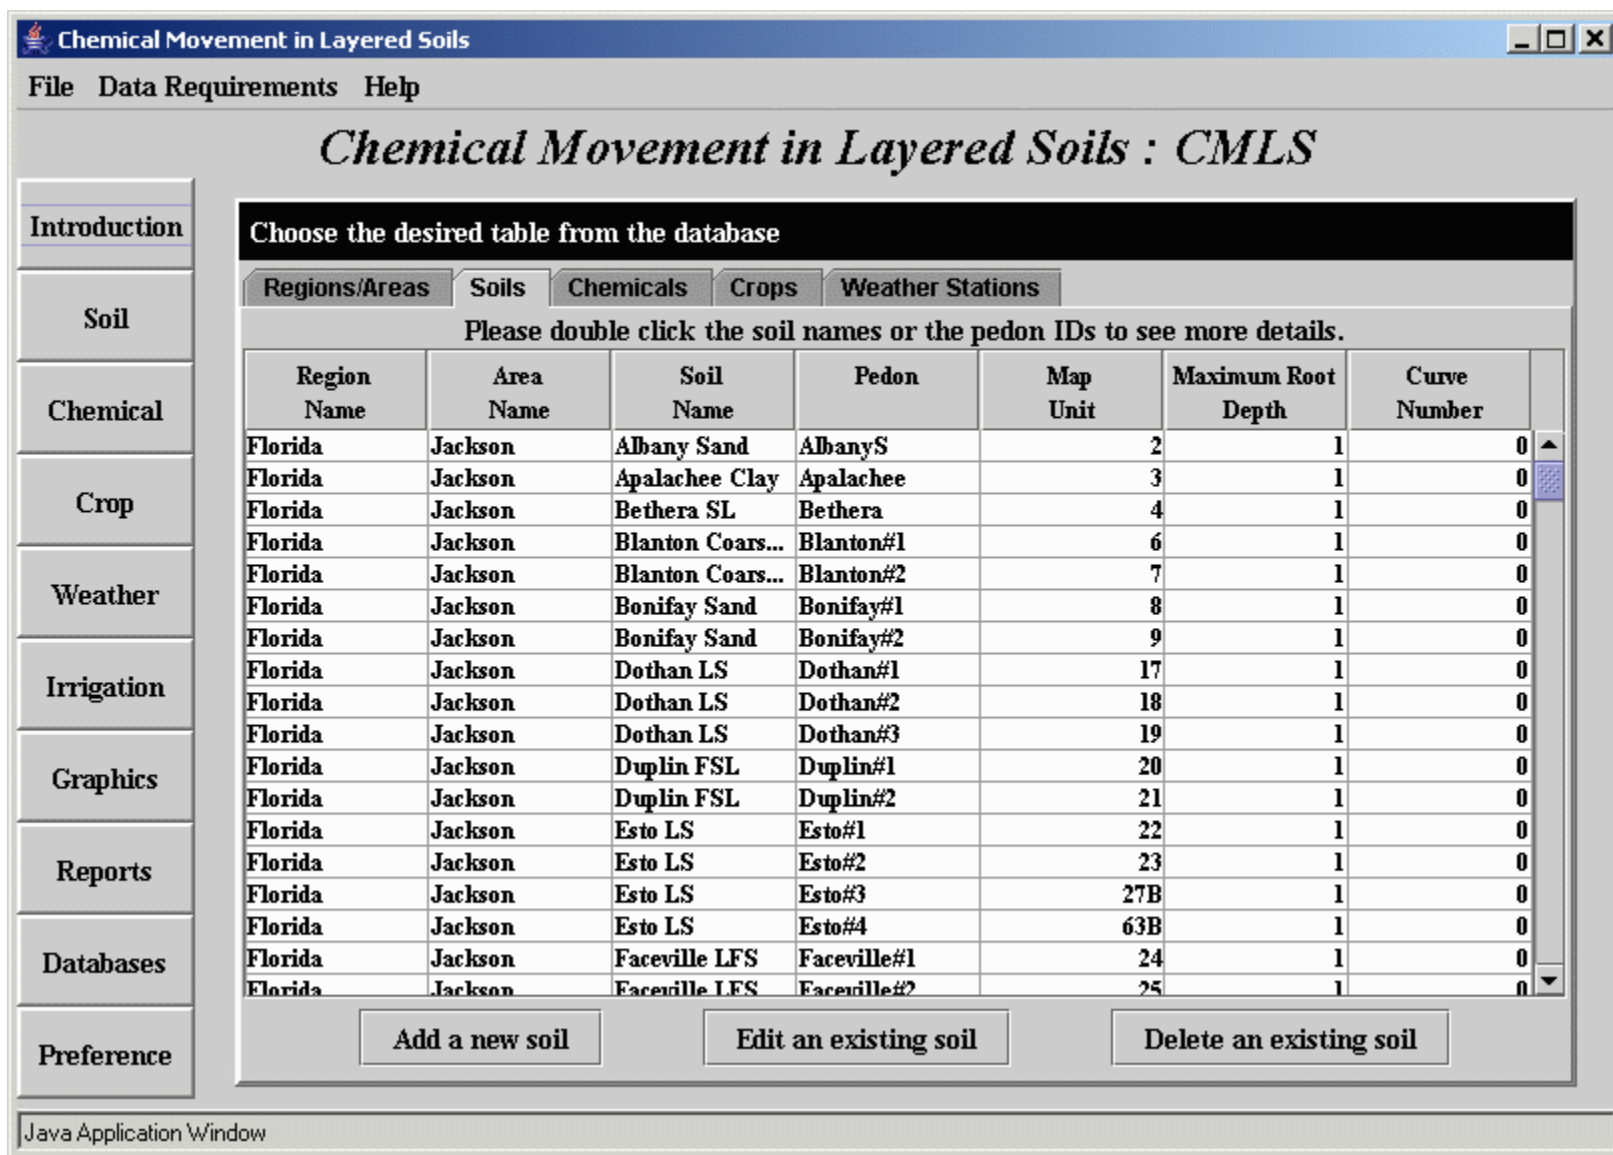 Chemical Movement in Layered Soils
File Data Requirements Help
Chemical Movement in Layered Soils : CMLS
Introduction
Soil
Chemical
Crop
Weather
Irrigation
Graphics
Reports
Databases
Preference
Choose the desired table from the database
Regions/Areas Soils Chemicals Crops Weather Stations
Please double click the soil names or the pedon IDs to see more details.
Region Name Area Name Soil Name Pedon Map Unit Maximum Root Depth Curve Number
Florida Jackson Albany Sand AlbanyS 2 1 0
Florida Jackson Apalachee Clay Apalachee 3 1 0
Florida Jackson Bethera SL Bethera 4 1 0
Florida Jackson Blanton Coars... Blanton#1 6 1 0
Florida Jackson Blanton Coars... Blanton#2 7 1 0
Florida Jackson Bonifay Sand Bonifay#1 8 1 0
Florida Jackson Bonifay Sand Bonifay#2 9 1 0
Florida Jackson Dothan LS Dothan#1 17 1 0
Florida Jackson Dothan LS Dothan#2 18 1 0
Florida Jackson Dothan LS Dothan#3 19 1 0
Florida Jackson Duplin FSL Duplin#1 20 1 0
Florida Jackson Duplin FSL Duplin#2 21 1 0
Florida Jackson Esto LS Esto#1 22 1 0
Florida Jackson Esto LS Esto#2 23 1 0
Florida Jackson Esto LS Esto#3 27B 1 0
Florida Jackson Esto LS Esto#4 63B 1 0
Florida Jackson Faceville LFS Faceville#1 24 1 0
Florida Jackson Faceville LFS Faceville#2 25 1 0
Add a new soil Edit an existing soil Delete an existing soil
Java Application Window